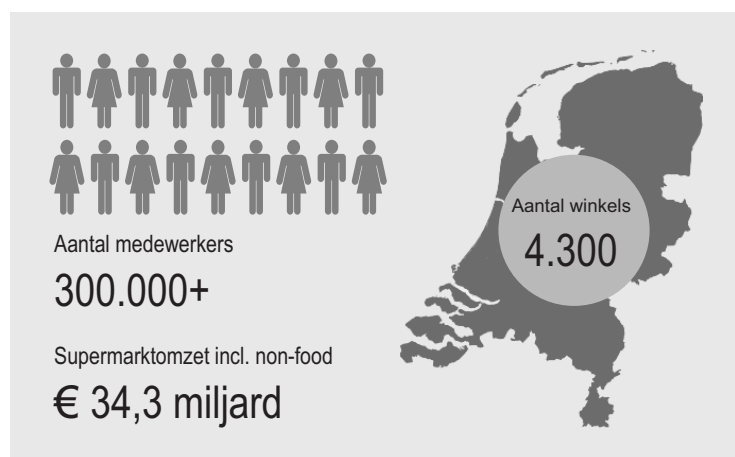 Aantal medewerkers
300.000+
Supermarktomzet incl. non-food
€ 34,3 miljard
Aantal winkels
4.300